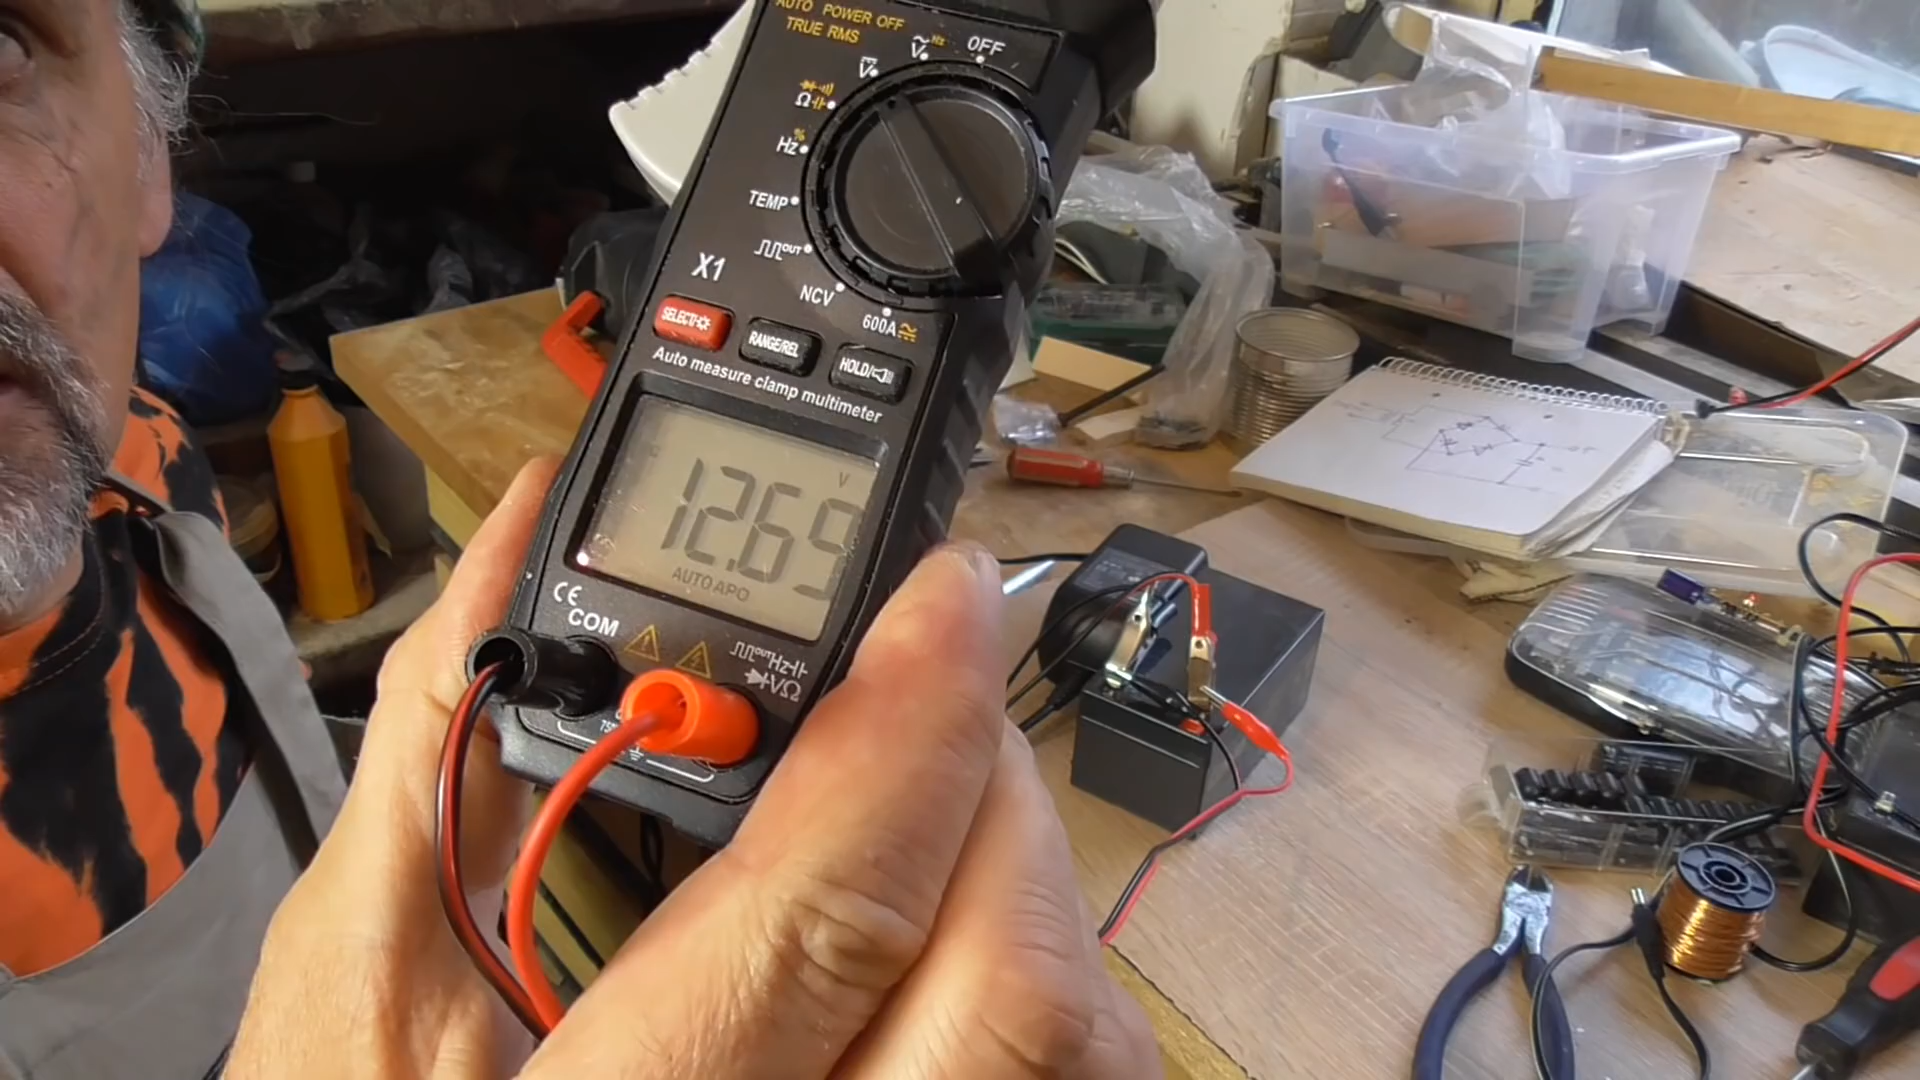 AUTO POWER OFF
TRUE RMS
OFF
V
Hz
V
Ω
%
Hz
TEMP
OUT
NCV
600A
X1
SELECT
RANGE/REL
HOLD/
Auto measure clamp multimeter
V
12.69
AUTO APO
CE
COM
OUT Hz
VΩ